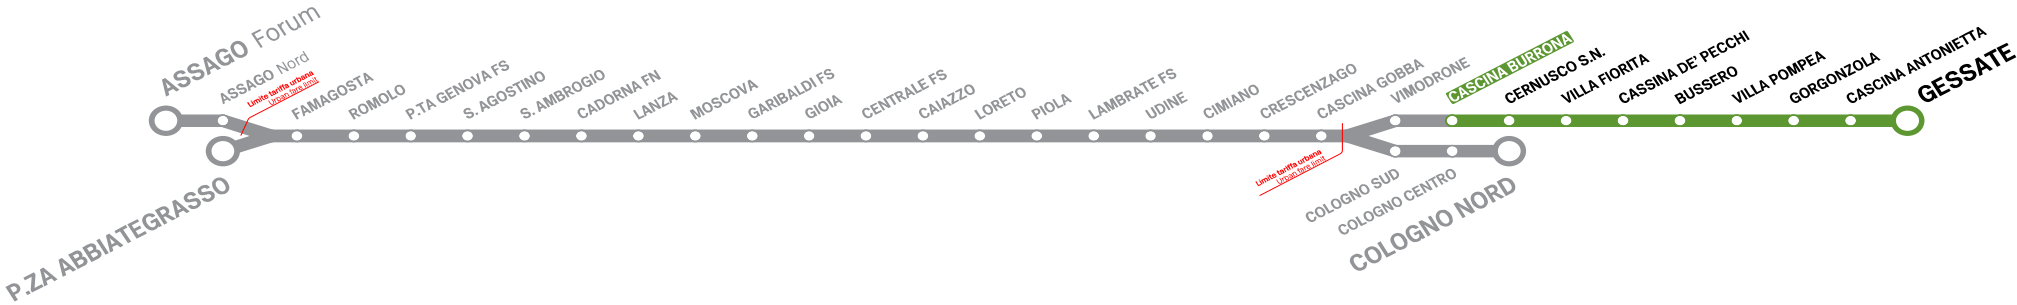 ASSAGO Forum
ASSAGO Nord
Limite tariffa urbana
Urban fare limit
P.ZA ABBIATEGRASSO
FAMAGOSTA
ROMOLO
P.TA GENOVA FS
S. AGOSTINO
S. AMBROGIO
CADORNA FN
LANZA
MOSCOVA
GARIBALDI FS
GIOIA
CENTRALE FS
CAIAZZO
LORETO
PIOLA
LAMBRATE FS
UDINE
CIMIANO
CRESCENZAGO
CASCINA GOBBA
Limite tariffa urbana
Urban fare limit
VIMODRONE
CASCINA BURRONA
CERNUSCO S.N.
VILLA FIORITA
CASSINA DE' PECCHI
BUSSERO
VILLA POMPEA
GORGONZOLA
CASCINA ANTONIETTA
GESSATE
COLOGNO SUD
COLOGNO CENTRO
COLOGNO NORD